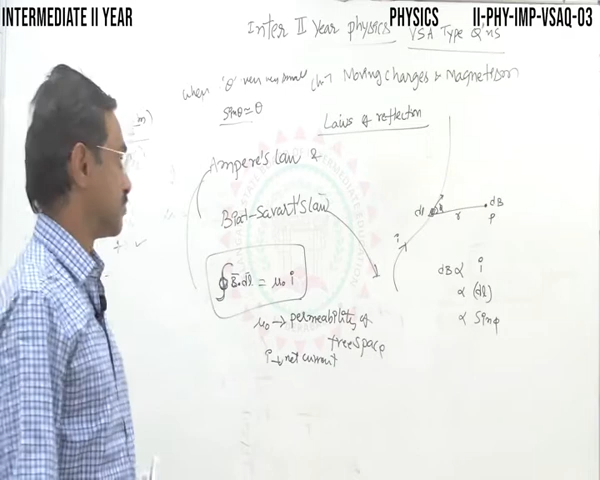 INTERMEDIATE II YEAR
PHYSICS
II-PHY-IMP-VSAQ-03
Inter II Year physics VSA Type Q'ns
when 'θ' very very small
Ch-7 Moving Charges & Magnetism
Sinθ ≈ θ
Laws of reflection
Ampere's law &
Biot-Savart's law
∮ B̄·dl̄ = μ₀ i
μ₀ → permeability of
free space
i → net current
dl
r
dB
P
i
dB ∝ i
∝ (dl)
∝ Sinφ